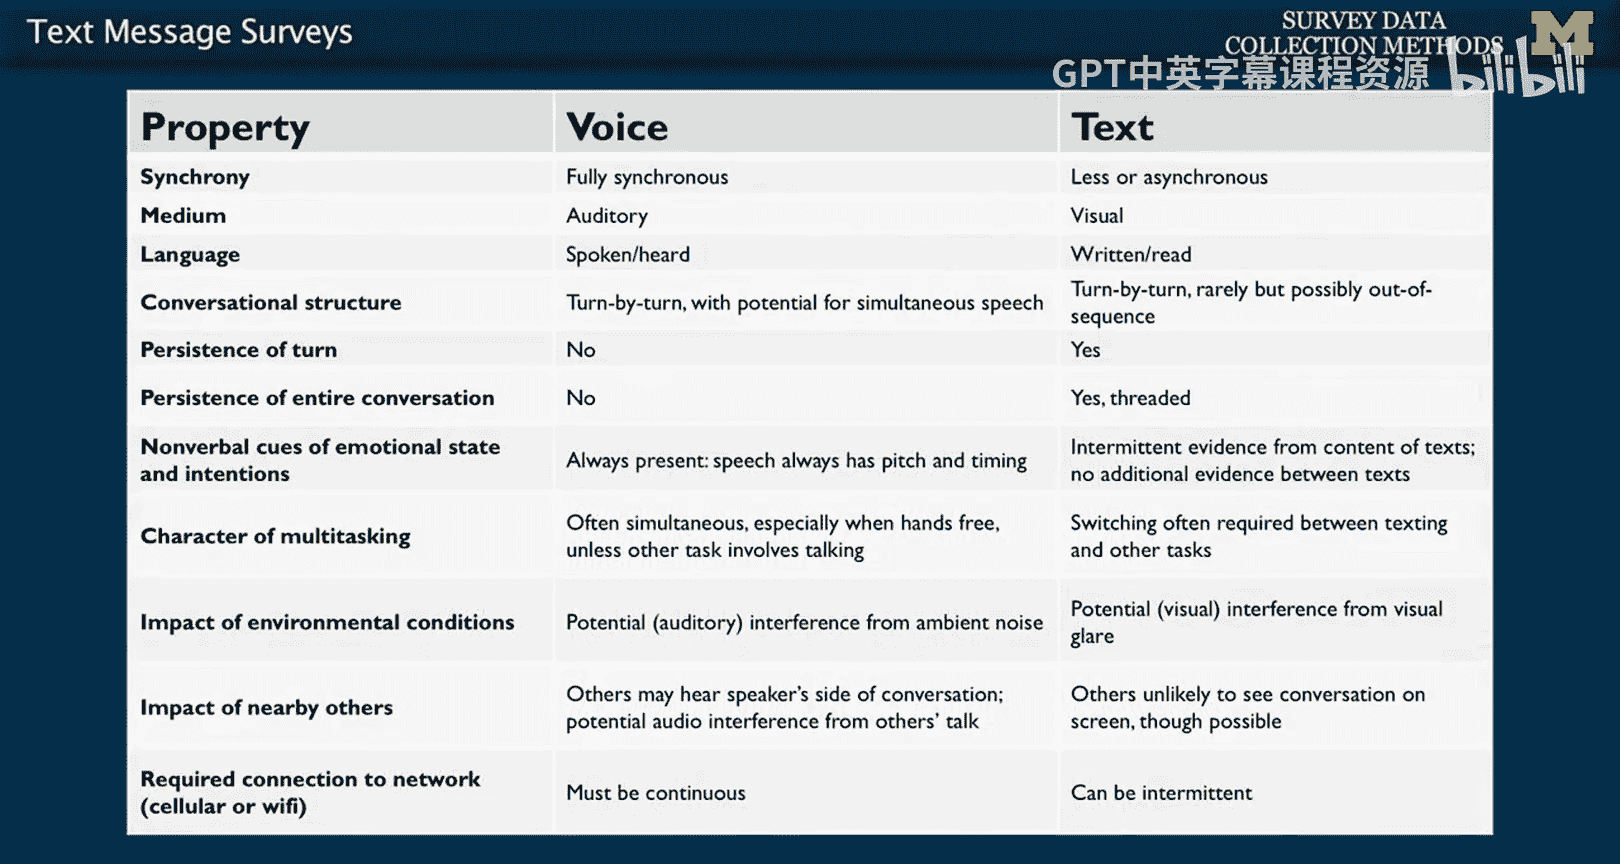 Text Message Surveys
SURVEY DATA
COLLECTION METHODS
M
GPT中英字幕课程资源
bilibili
Property Voice Text
Synchrony Fully synchronous Less or asynchronous
Medium Auditory Visual
Language Spoken/heard Written/read
Conversational structure Turn-by-turn, with potential for simultaneous speech Turn-by-turn, rarely but possibly out-of-
sequence
Persistence of turn No Yes
Persistence of entire conversation No Yes, threaded
Nonverbal cues of emotional state
and intentions
Always present: speech always has pitch and timing
Intermittent evidence from content of texts;
no additional evidence between texts
Character of multitasking
Often simultaneous, especially when hands free,
unless other task involves talking
Switching often required between texting
and other tasks
Impact of environmental conditions
Potential (auditory) interference from ambient noise
Potential (visual) interference from visual
glare
Impact of nearby others
Others may hear speaker's side of conversation;
potential audio interference from others' talk
Others unlikely to see conversation on
screen, though possible
Required connection to network
(cellular or wifi)
Must be continuous
Can be intermittent